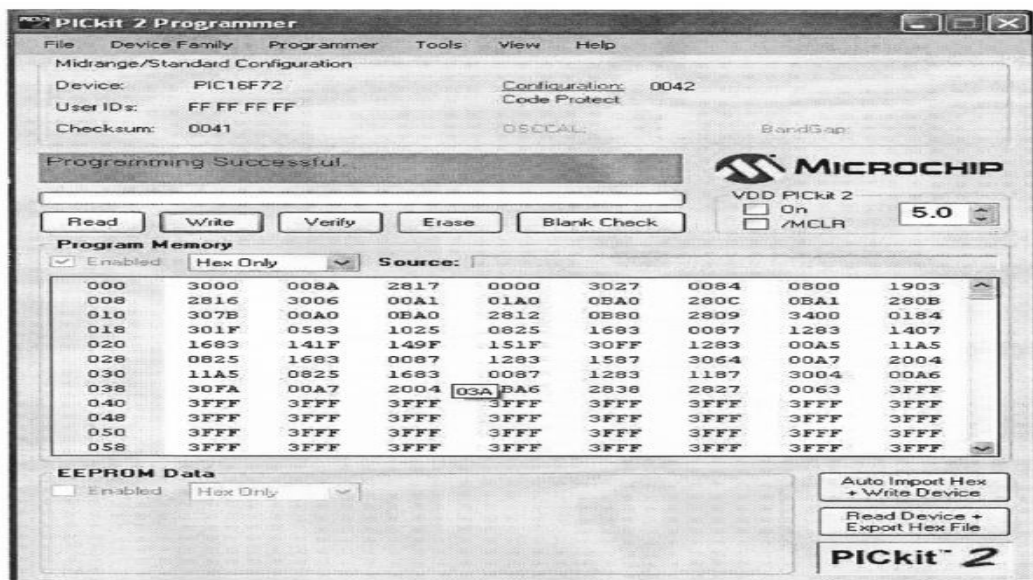 PICkit 2 Programmer
File Device Family Programmer Tools View Help
Midrange/Standard Configuration
Device: PIC16F72 Configuration: 0042
User IDs: FF FF FF FF Code Protect
Checksum: 0041 OSCCAL: BandGap:
Programming Successful.
MICROCHIP
VDD PICkit 2
On
/MCLR
5.0
Read Write Verify Erase Blank Check
Program Memory
Enabled Hex Only Source:
000 3000 008A 2817 0000 3027 0084 0800 1903
008 2816 3006 00A1 01A0 0BA0 280C 0BA1 280B
010 307B 00A0 0BA0 2812 0B80 2809 3400 0184
018 301F 0583 1025 0825 1683 0087 1283 1407
020 1683 141F 149F 151F 30FF 1283 00A5 11A5
028 0825 1683 0087 1283 1587 3064 00A7 2004
030 11A5 0825 1683 0087 1283 1187 3004 00A6
038 30FA 00A7 2004 03A BA6 2838 2827 0063 3FFF
040 3FFF 3FFF 3FFF 3FFF 3FFF 3FFF 3FFF 3FFF
048 3FFF 3FFF 3FFF 3FFF 3FFF 3FFF 3FFF 3FFF
050 3FFF 3FFF 3FFF 3FFF 3FFF 3FFF 3FFF 3FFF
058 3FFF 3FFF 3FFF 3FFF 3FFF 3FFF 3FFF 3FFF
EEPROM Data
Enabled Hex Only
Auto Import Hex
+ Write Device
Read Device +
Export Hex File
PICkit™ 2